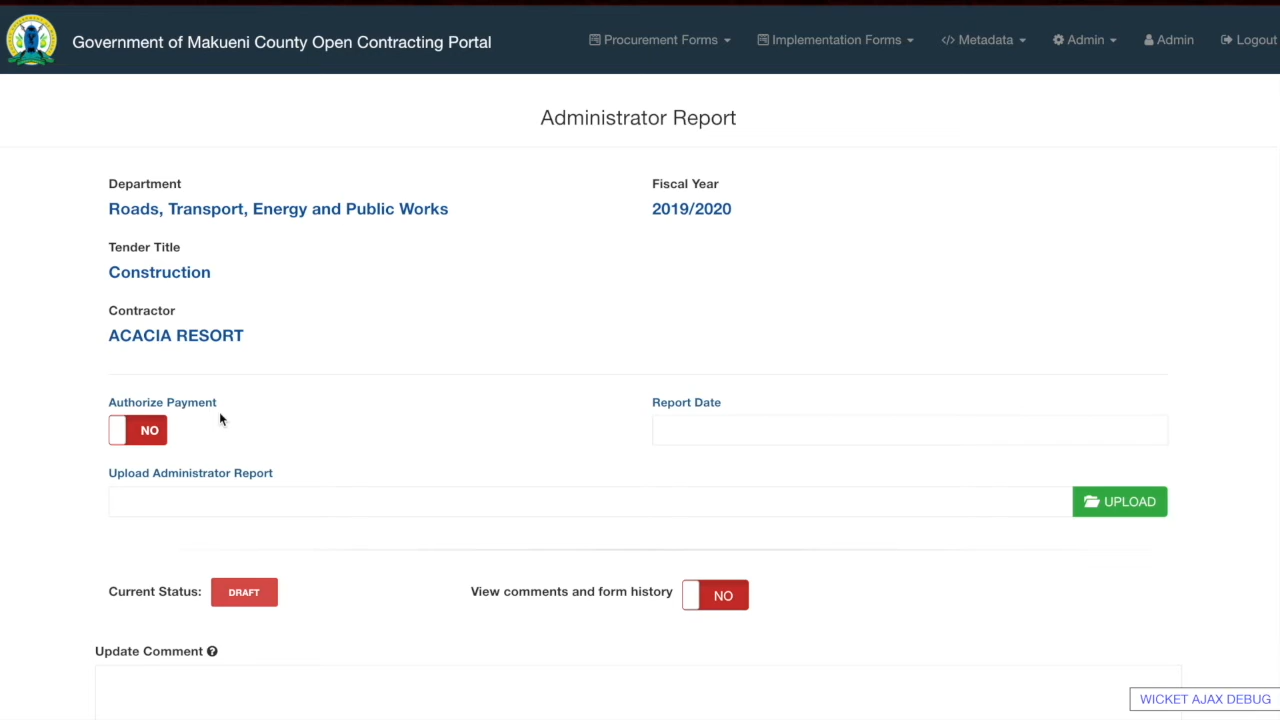 Government of Makueni County Open Contracting Portal
Procurement Forms
Implementation Forms
</> Metadata
Admin
Admin
Logout
Administrator Report
Department
Fiscal Year
Roads, Transport, Energy and Public Works
2019/2020
Tender Title
Construction
Contractor
ACACIA RESORT
Authorize Payment
Report Date
NO
Upload Administrator Report
UPLOAD
Current Status:
DRAFT
View comments and form history
NO
Update Comment
WICKET AJAX DEBUG